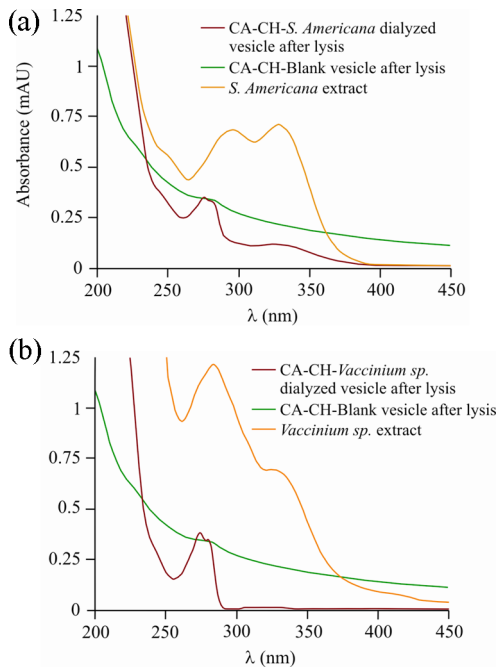 (a)
CA-CH-S. Americana dialyzed
vesicle after lysis
CA-CH-Blank vesicle after lysis
S. Americana extract
Absorbance (mAU)
1.25
1
0.75
0.5
0.25
0
200 250 300 350 400 450
λ (nm)
(b)
CA-CH-Vaccinium sp.
dialyzed vesicle after lysis
CA-CH-Blank vesicle after lysis
Vaccinium sp. extract
1.25
1
0.75
0.5
0.25
0
200 250 300 350 400 450
λ (nm)